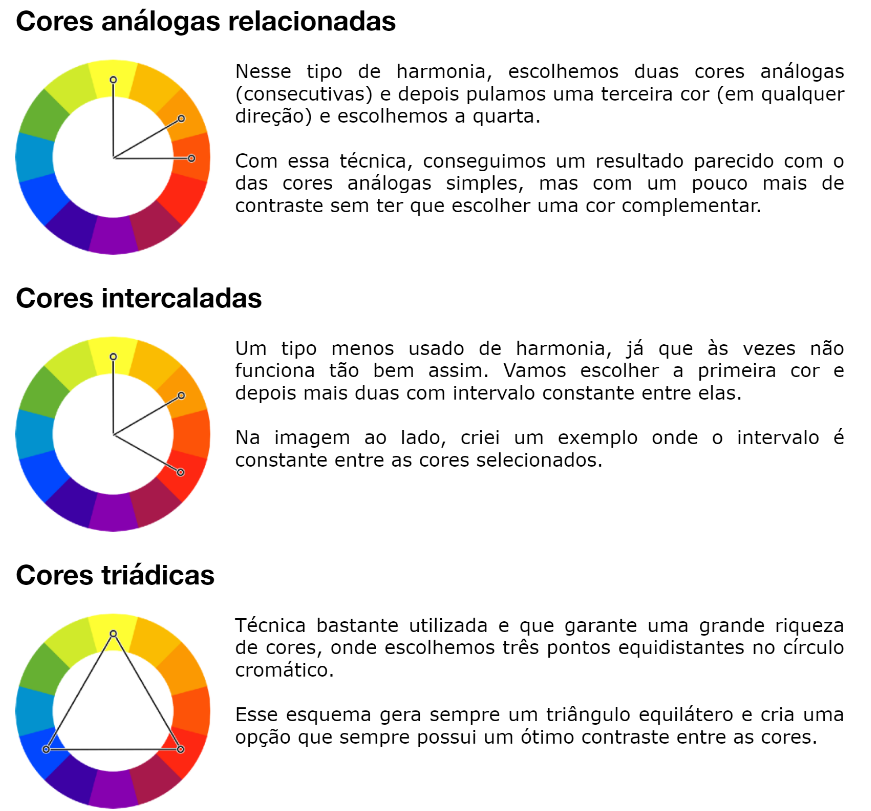 Cores análogas relacionadas
Nesse tipo de harmonia, escolhemos duas cores análogas
(consecutivas) e depois pulamos uma terceira cor (em qualquer
direção) e escolhemos a quarta.
Com essa técnica, conseguimos um resultado parecido com o
das cores análogas simples, mas com um pouco mais de
contraste sem ter que escolher uma cor complementar.
Cores intercaladas
Um tipo menos usado de harmonia, já que às vezes não
funciona tão bem assim. Vamos escolher a primeira cor e
depois mais duas com intervalo constante entre elas.
Na imagem ao lado, criei um exemplo onde o intervalo é
constante entre as cores selecionados.
Cores triádicas
Técnica bastante utilizada e que garante uma grande riqueza
de cores, onde escolhemos três pontos equidistantes no círculo
cromático.
Esse esquema gera sempre um triângulo equilátero e cria uma
opção que sempre possui um ótimo contraste entre as cores.